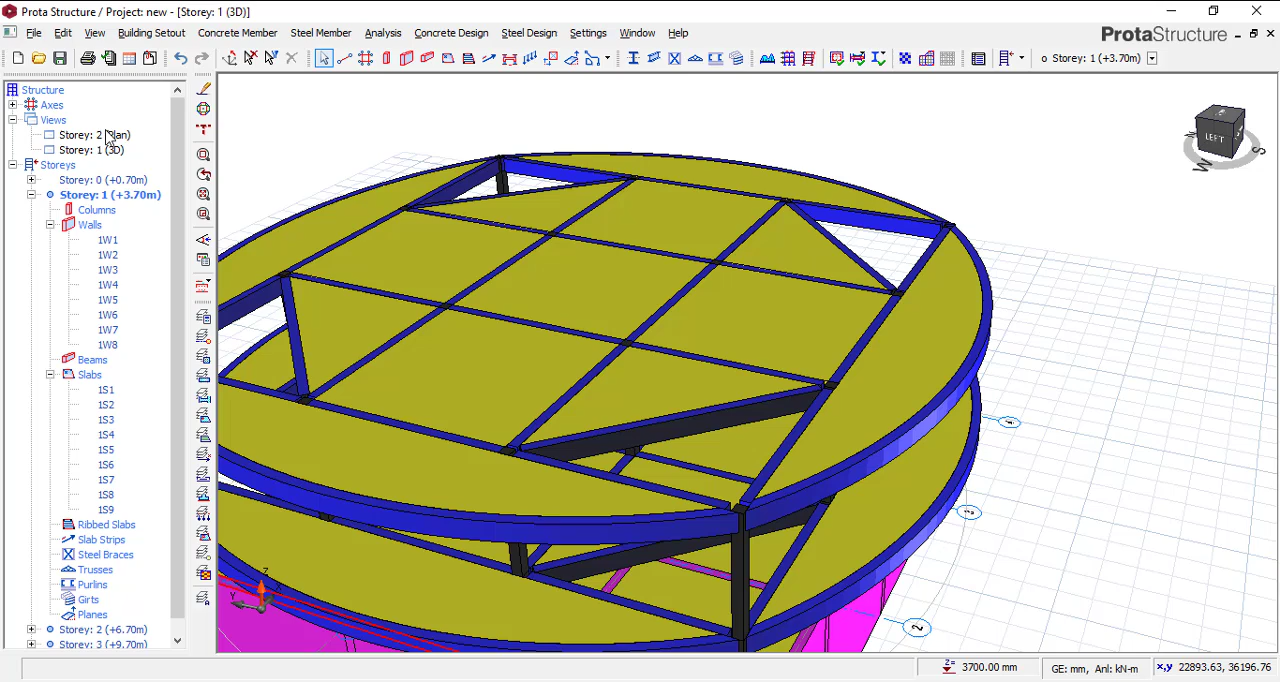 Prota Structure / Project: new - [Storey: 1 (3D)]
File Edit View Building Setout Concrete Member Steel Member Analysis Concrete Design Steel Design Settings Window Help
ProtaStructure
Storey: 1 (+3.70m)
Structure
Axes
Views
Storey: 2
Storey: 1 (3D)
Storeys
Storey: 0 (+0.70m)
Storey: 1 (+3.70m)
Columns
Walls
1W1
1W2
1W3
1W4
1W5
1W6
1W7
1W8
Beams
Slabs
1S1
1S2
1S3
1S4
1S5
1S6
1S7
1S8
1S9
Ribbed Slabs
Slab Strips
Steel Braces
Trusses
Purlins
Girts
Planes
Storey: 2 (+6.70m)
Storey: 3 (+9.70m)
LEFT
W
S
Z
Y
2
Z= 3700.00 mm
GE: mm, Anl: kN-m
x,y 22893.63, 36196.76